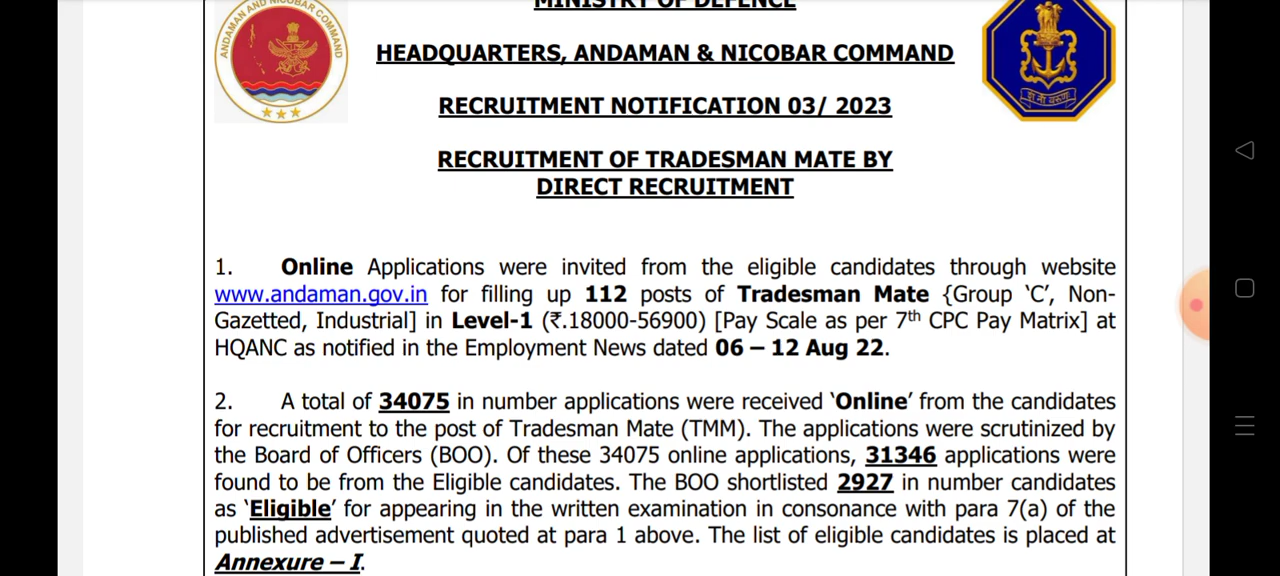 MINISTRY OF DEFENCE
ANDAMAN AND NICOBAR COMMAND
HEADQUARTERS, ANDAMAN & NICOBAR COMMAND
RECRUITMENT NOTIFICATION 03/ 2023
RECRUITMENT OF TRADESMAN MATE BY
DIRECT RECRUITMENT
1. Online Applications were invited from the eligible candidates through website
www.andaman.gov.in for filling up 112 posts of Tradesman Mate {Group ‘C’, Non-
Gazetted, Industrial] in Level-1 (₹.18000-56900) [Pay Scale as per 7th CPC Pay Matrix] at
HQANC as notified in the Employment News dated 06 – 12 Aug 22.
2. A total of 34075 in number applications were received ‘Online’ from the candidates
for recruitment to the post of Tradesman Mate (TMM). The applications were scrutinized by
the Board of Officers (BOO). Of these 34075 online applications, 31346 applications were
found to be from the Eligible candidates. The BOO shortlisted 2927 in number candidates
as ‘Eligible’ for appearing in the written examination in consonance with para 7(a) of the
published advertisement quoted at para 1 above. The list of eligible candidates is placed at
Annexure – I.